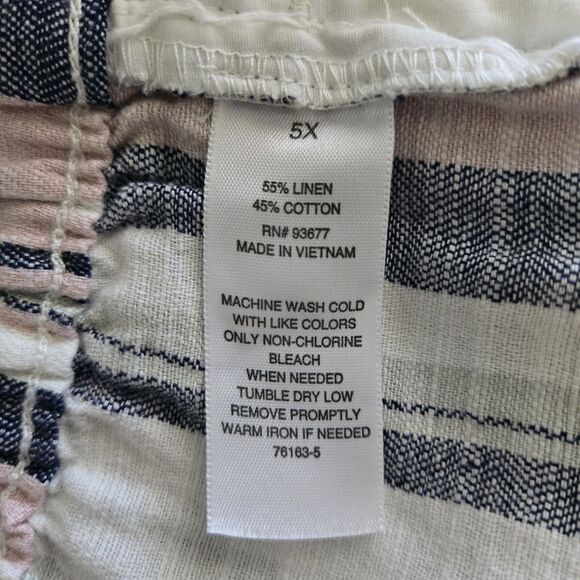 5X
55% LINEN
45% COTTON
RN# 93677
MADE IN VIETNAM
MACHINE WASH COLD
WITH LIKE COLORS
ONLY NON-CHLORINE
BLEACH
WHEN NEEDED
TUMBLE DRY LOW
REMOVE PROMPTLY
WARM IRON IF NEEDED
76163-5